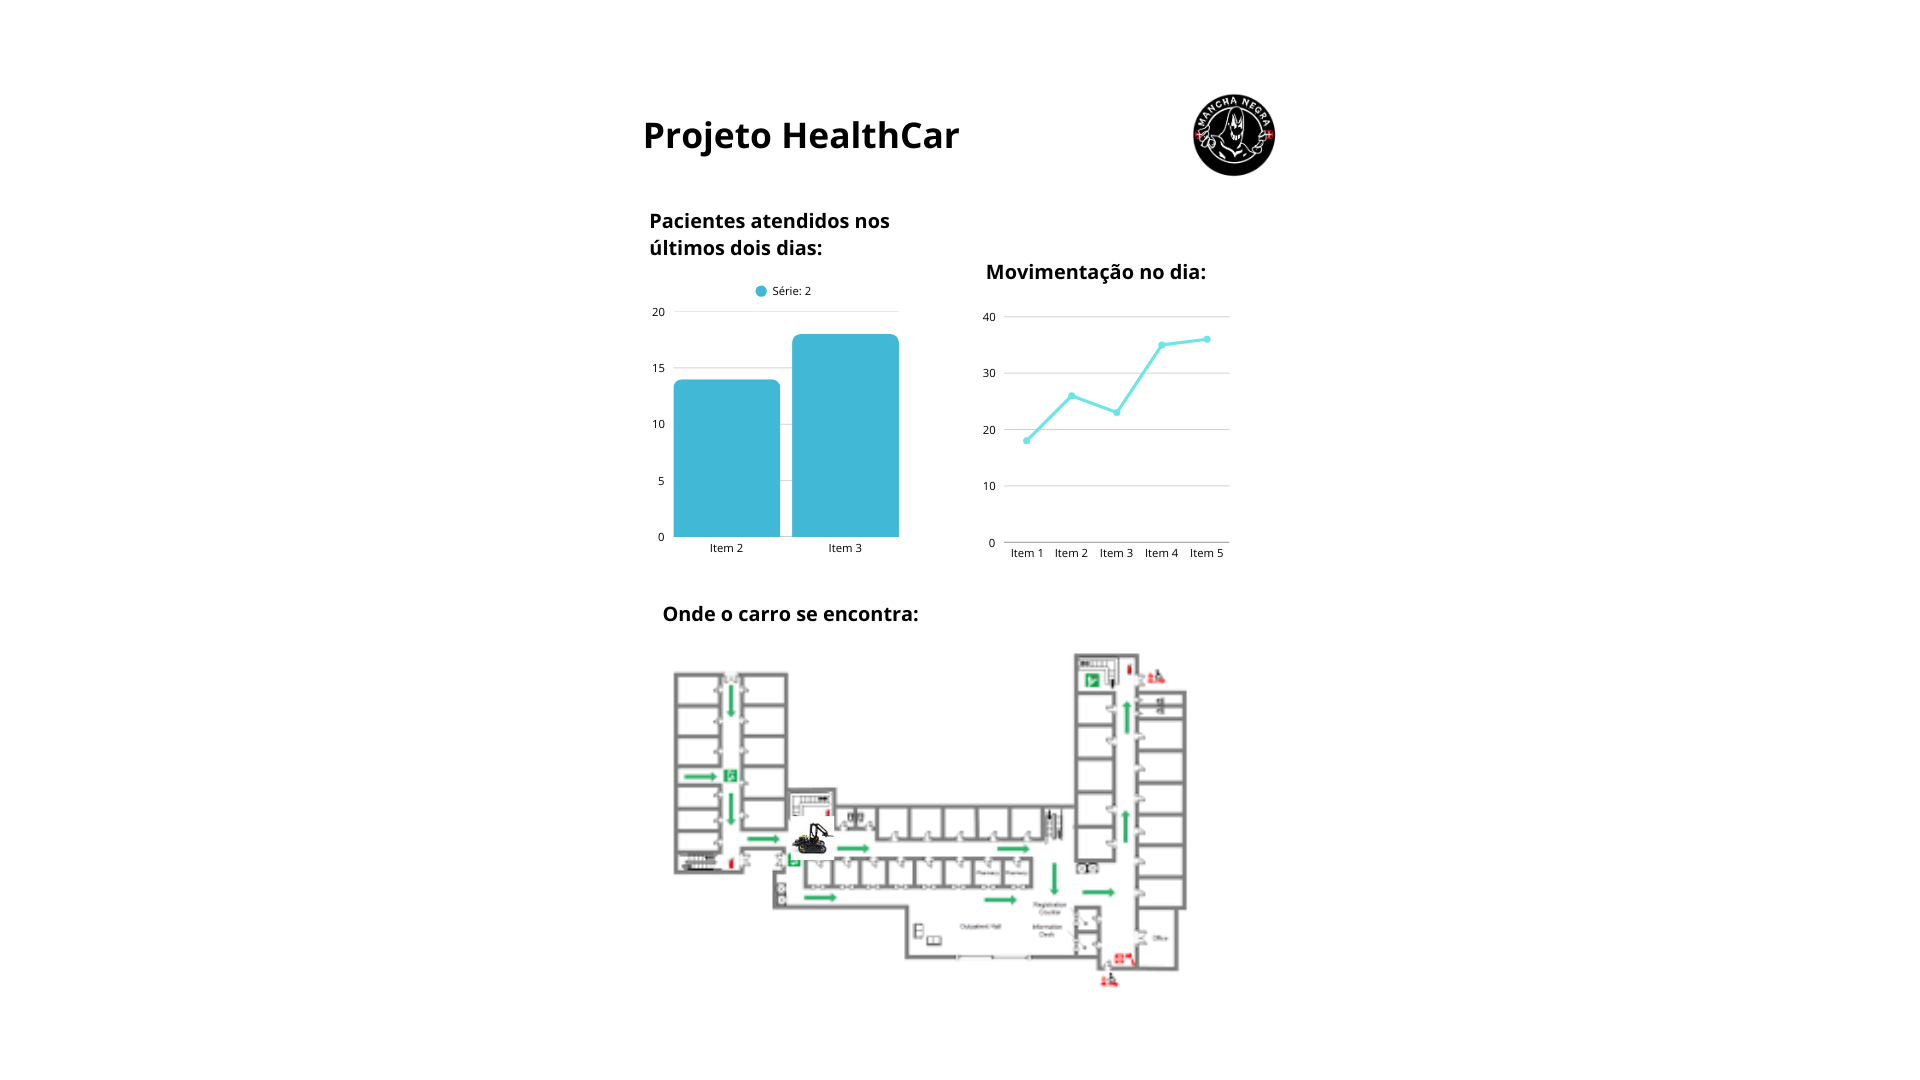 Projeto HealthCar
MANCHA NEGRA
Pacientes atendidos nos
últimos dois dias:
Série: 2
20
15
10
5
0
Item 2 Item 3
Movimentação no dia:
40
30
20
10
0
Item 1 Item 2 Item 3 Item 4 Item 5
Onde o carro se encontra:
Pharmacy Pharmacy
Registration
Counter
Outpatient Hall
Information
Desk
Office